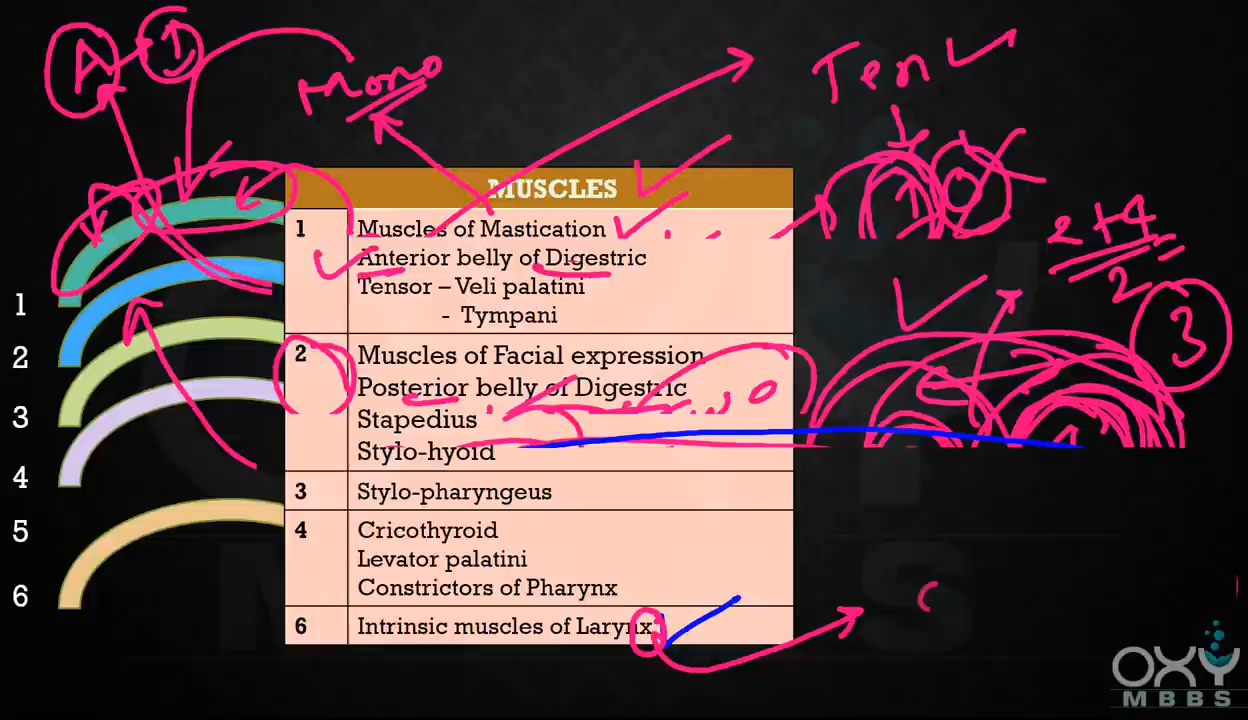 A 1
Mono
Ten
2+4
2
3
MUSCLES
1 Muscles of Mastication
Anterior belly of Digestric
Tensor – Veli palatini
- Tympani
2 Muscles of Facial expression
Posterior belly of Digestric
Stapedius
Stylo-hyoid
3 Stylo-pharyngeus
4 Cricothyroid
Levator palatini
Constrictors of Pharynx
6 Intrinsic muscles of Larynx
1
2
3
4
5
6
OXY
MBBS